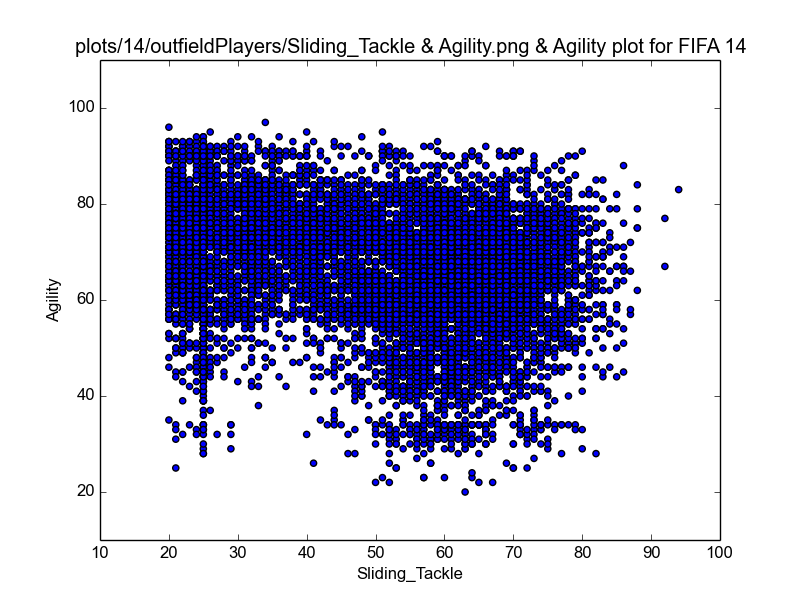 plots/14/outfieldPlayers/Sliding_Tackle & Agility.png & Agility plot for FIFA 14
100
80
60
40
20
Agility
10 20 30 40 50 60 70 80 90 100
Sliding_Tackle